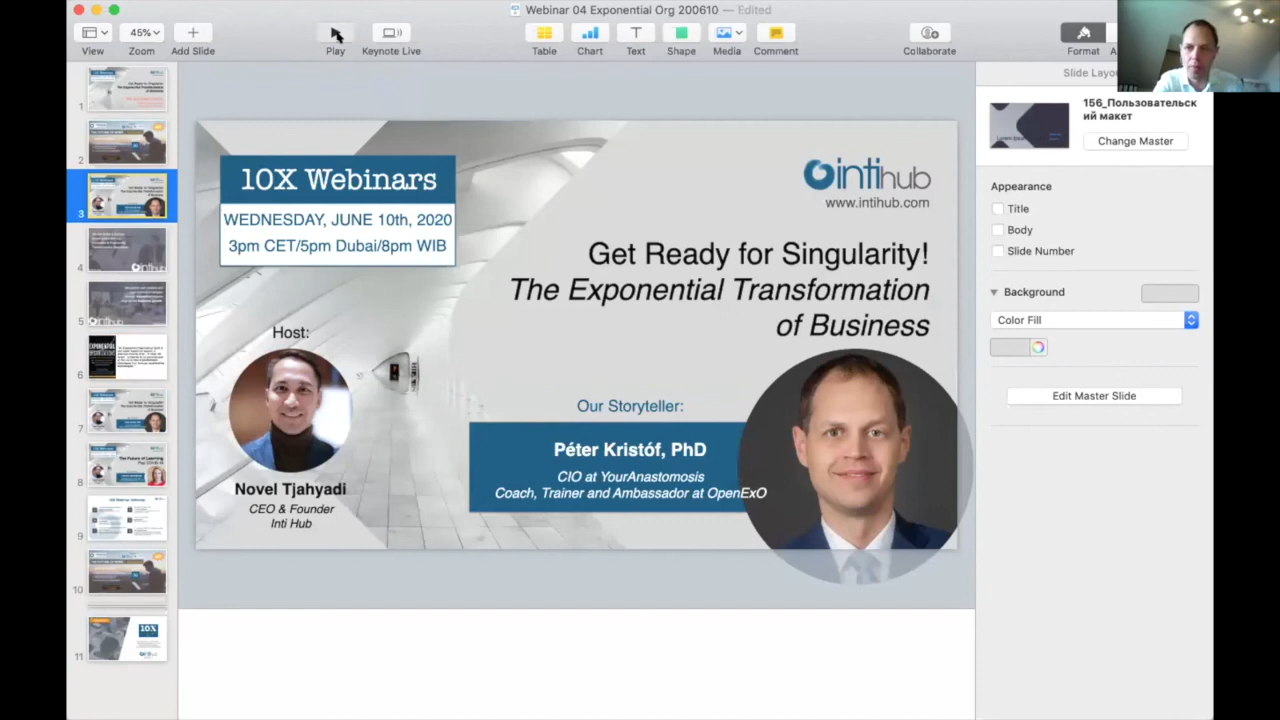 Webinar 04 Exponential Org 200610 — Edited
45%
View
Zoom
Add Slide
Play
Keynote Live
Table
Chart
Text
Shape
Media
Comment
Collaborate
Format
1
2
3
4
5
6
7
8
9
10
11
10X Webinars
WEDNESDAY, JUNE 10th, 2020
3pm CET/5pm Dubai/8pm WIB
intihub
www.intihub.com
Get Ready for Singularity!
The Exponential Transformation
of Business
Host:
Novel Tjahyadi
CEO & Founder
Inti Hub
Our Storyteller:
Péter Kristóf, PhD
CIO at YourAnastomosis
Coach, Trainer and Ambassador at OpenExO
Slide Layou
156_Пользовательск
ий макет
Change Master
Appearance
Title
Body
Slide Number
Background
Color Fill
Edit Master Slide